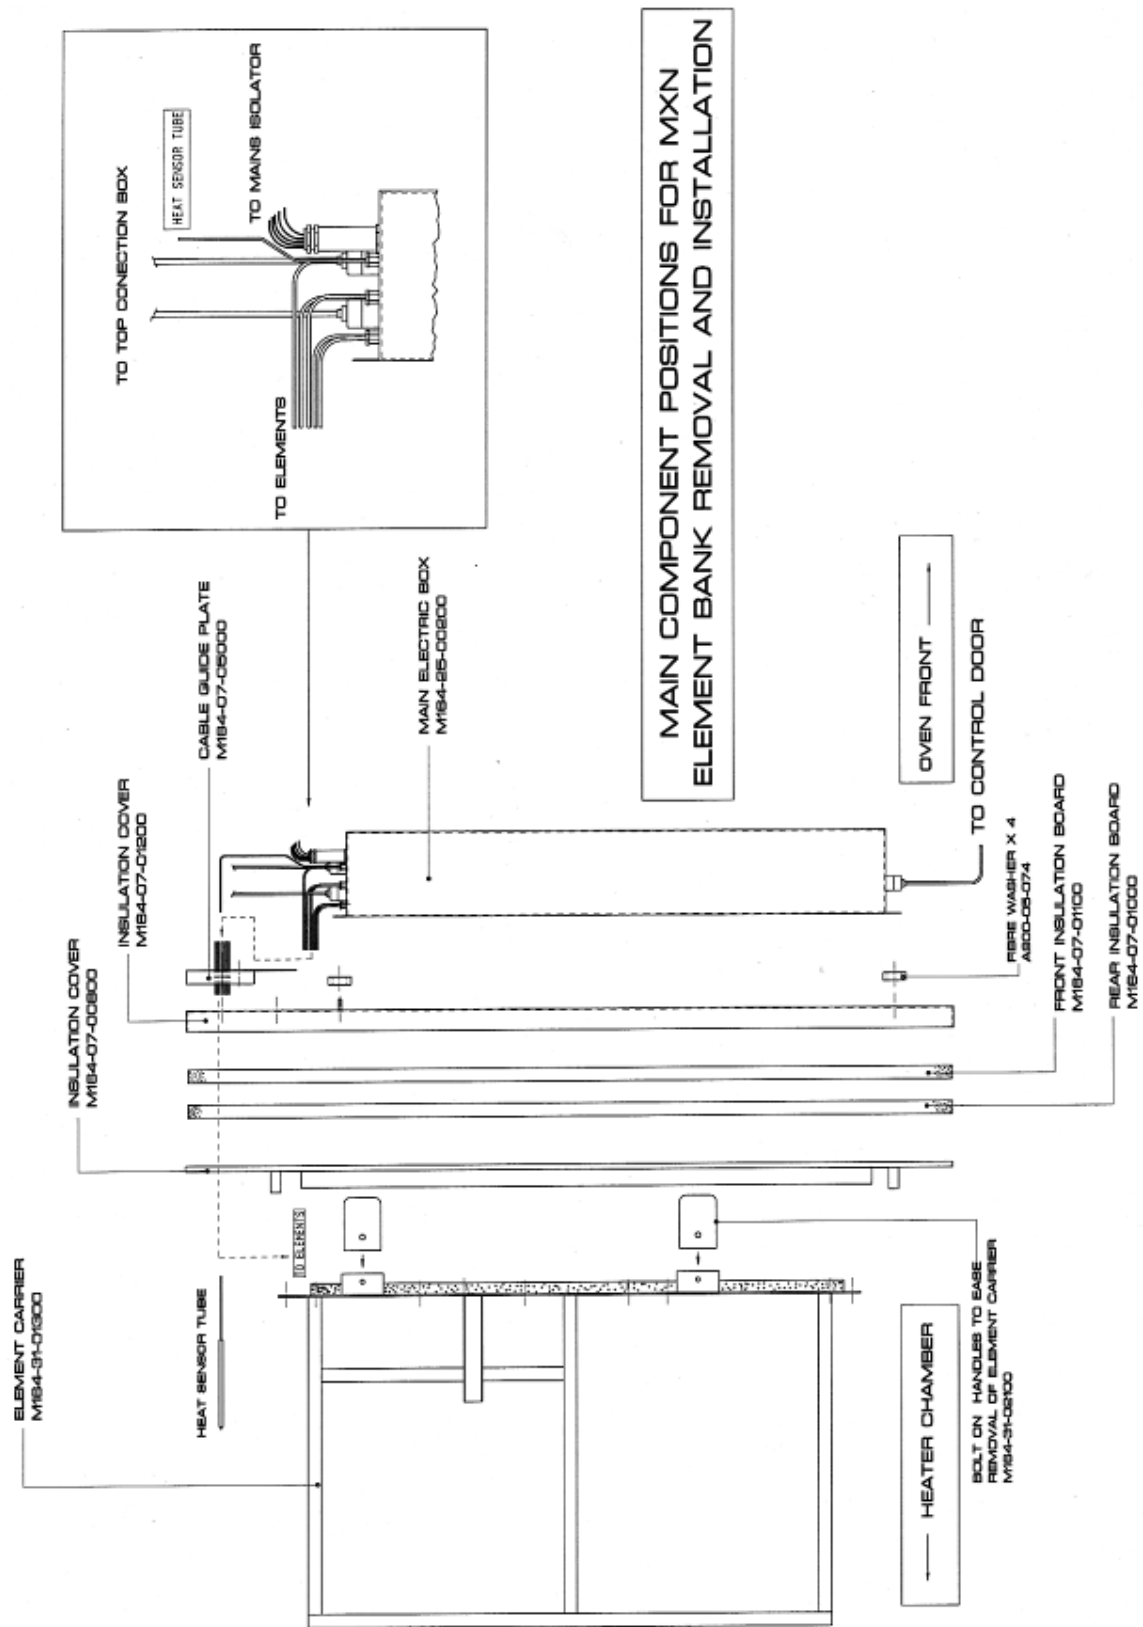 ELEMENT CARRIER
M164-31-01300
HEAT SENSOR TUBE
INSULATION COVER
M164-07-00800
INSULATION COVER
M164-07-01200
CABLE GUIDE PLATE
M164-07-05000
TO ELEMENTS
MAIN ELECTRIC BOX
M164-25-00200
TO TOP CONECTION BOX
HEAT SENSOR TUBE
TO MAINS ISOLATOR
TO ELEMENTS
MAIN COMPONENT POSITIONS FOR MXN
ELEMENT BANK REMOVAL AND INSTALLATION
HEATER CHAMBER
OVEN FRONT
TO CONTROL DOOR
BOLT ON HANDLES TO EASE
REMOVAL OF ELEMENT CARRIER
M164-31-02100
FIBRE WASHER X 4
A900-05-074
FRONT INSULATION BOARD
M164-07-01100
REAR INSULATION BOARD
M164-07-01000